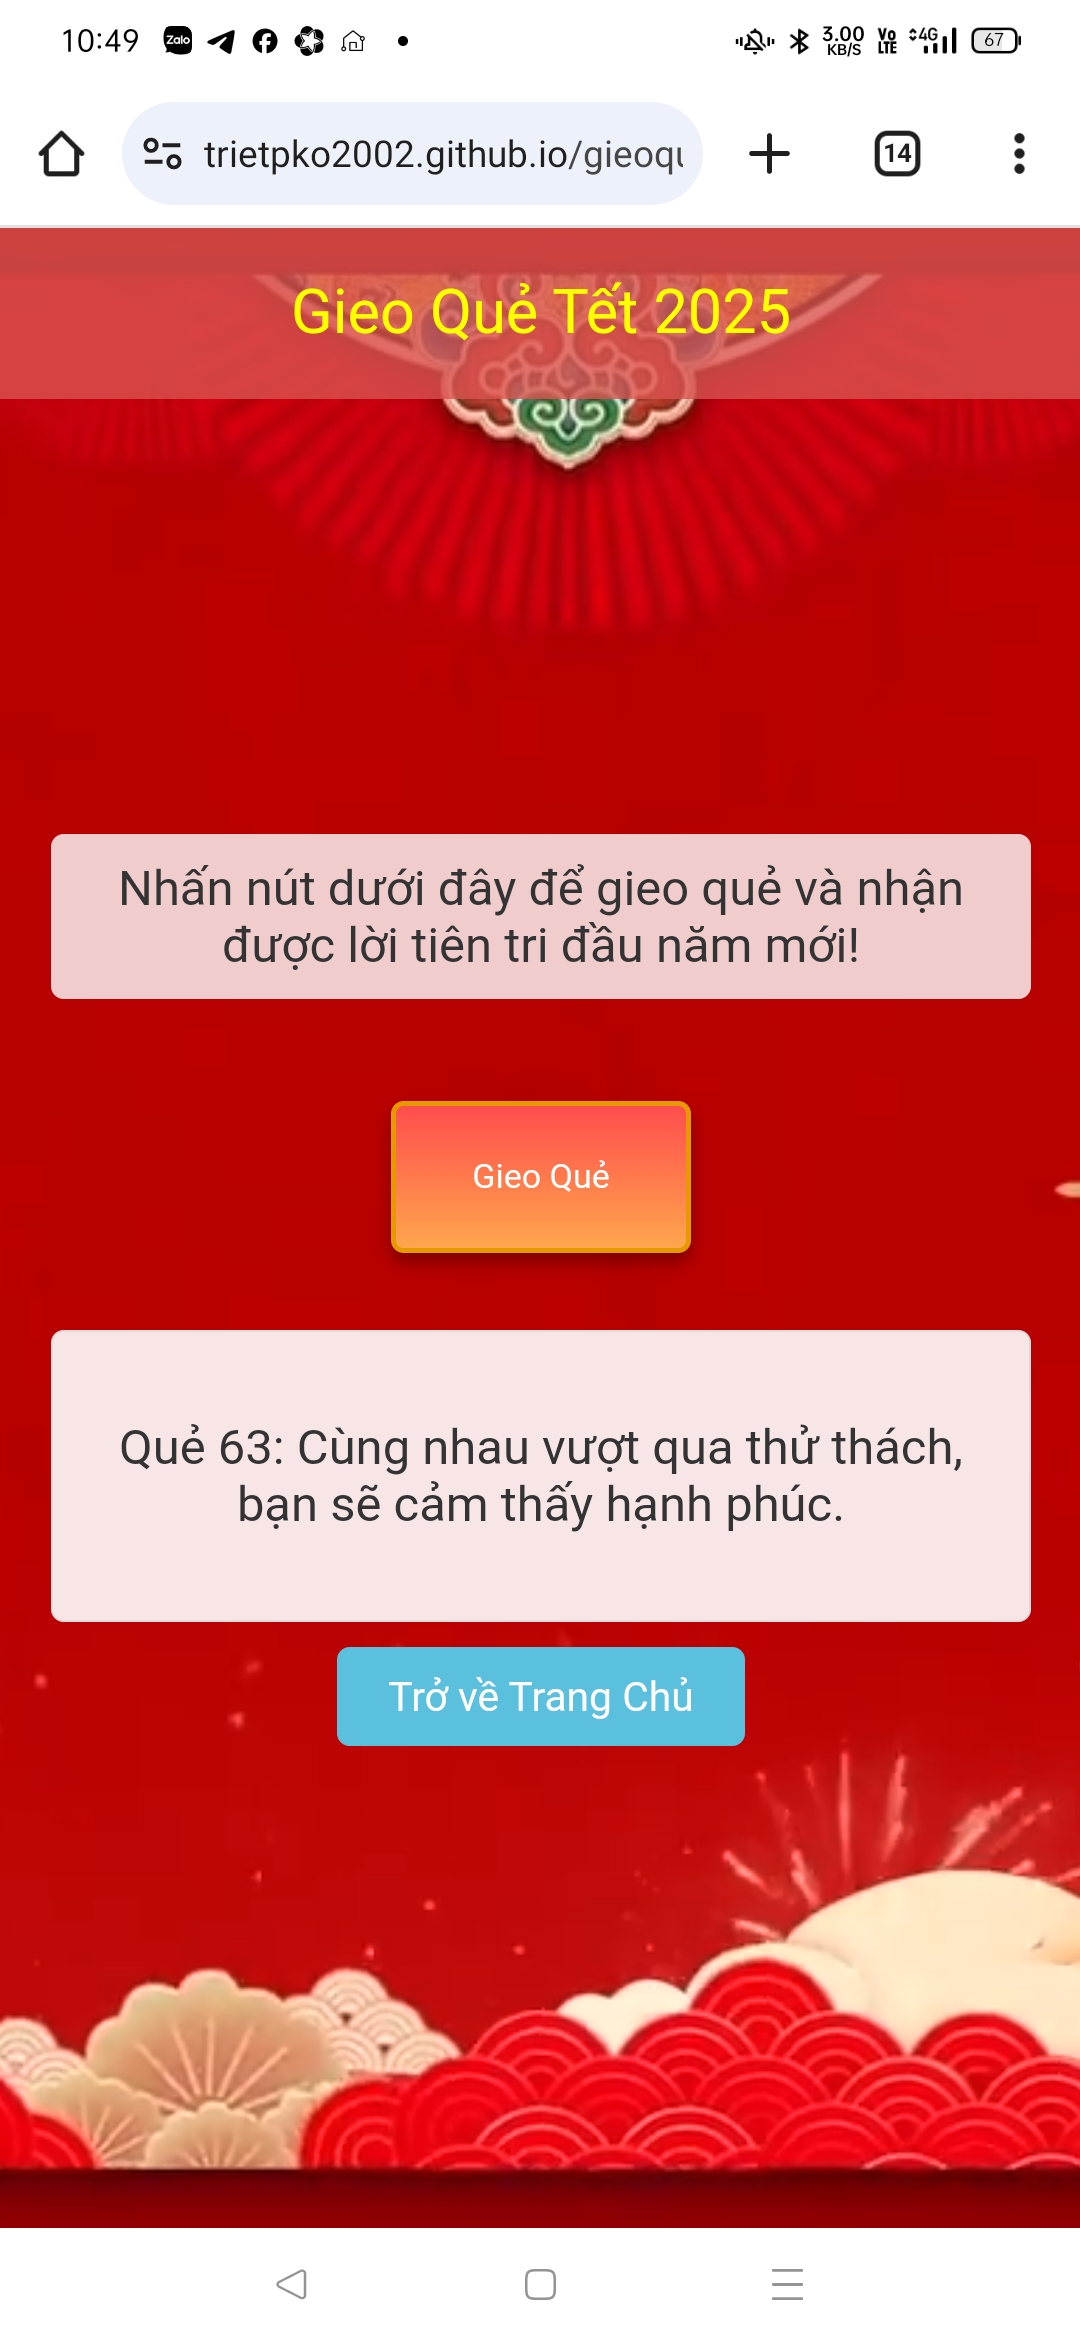 10:49
Zalo
3.00
KB/S
Vo
LTE
4G
67
trietpko2002.github.io/gieoqu
14
Gieo Quẻ Tết 2025
Nhấn nút dưới đây để gieo quẻ và nhận
được lời tiên tri đầu năm mới!
Gieo Quẻ
Quẻ 63: Cùng nhau vượt qua thử thách,
bạn sẽ cảm thấy hạnh phúc.
Trở về Trang Chủ